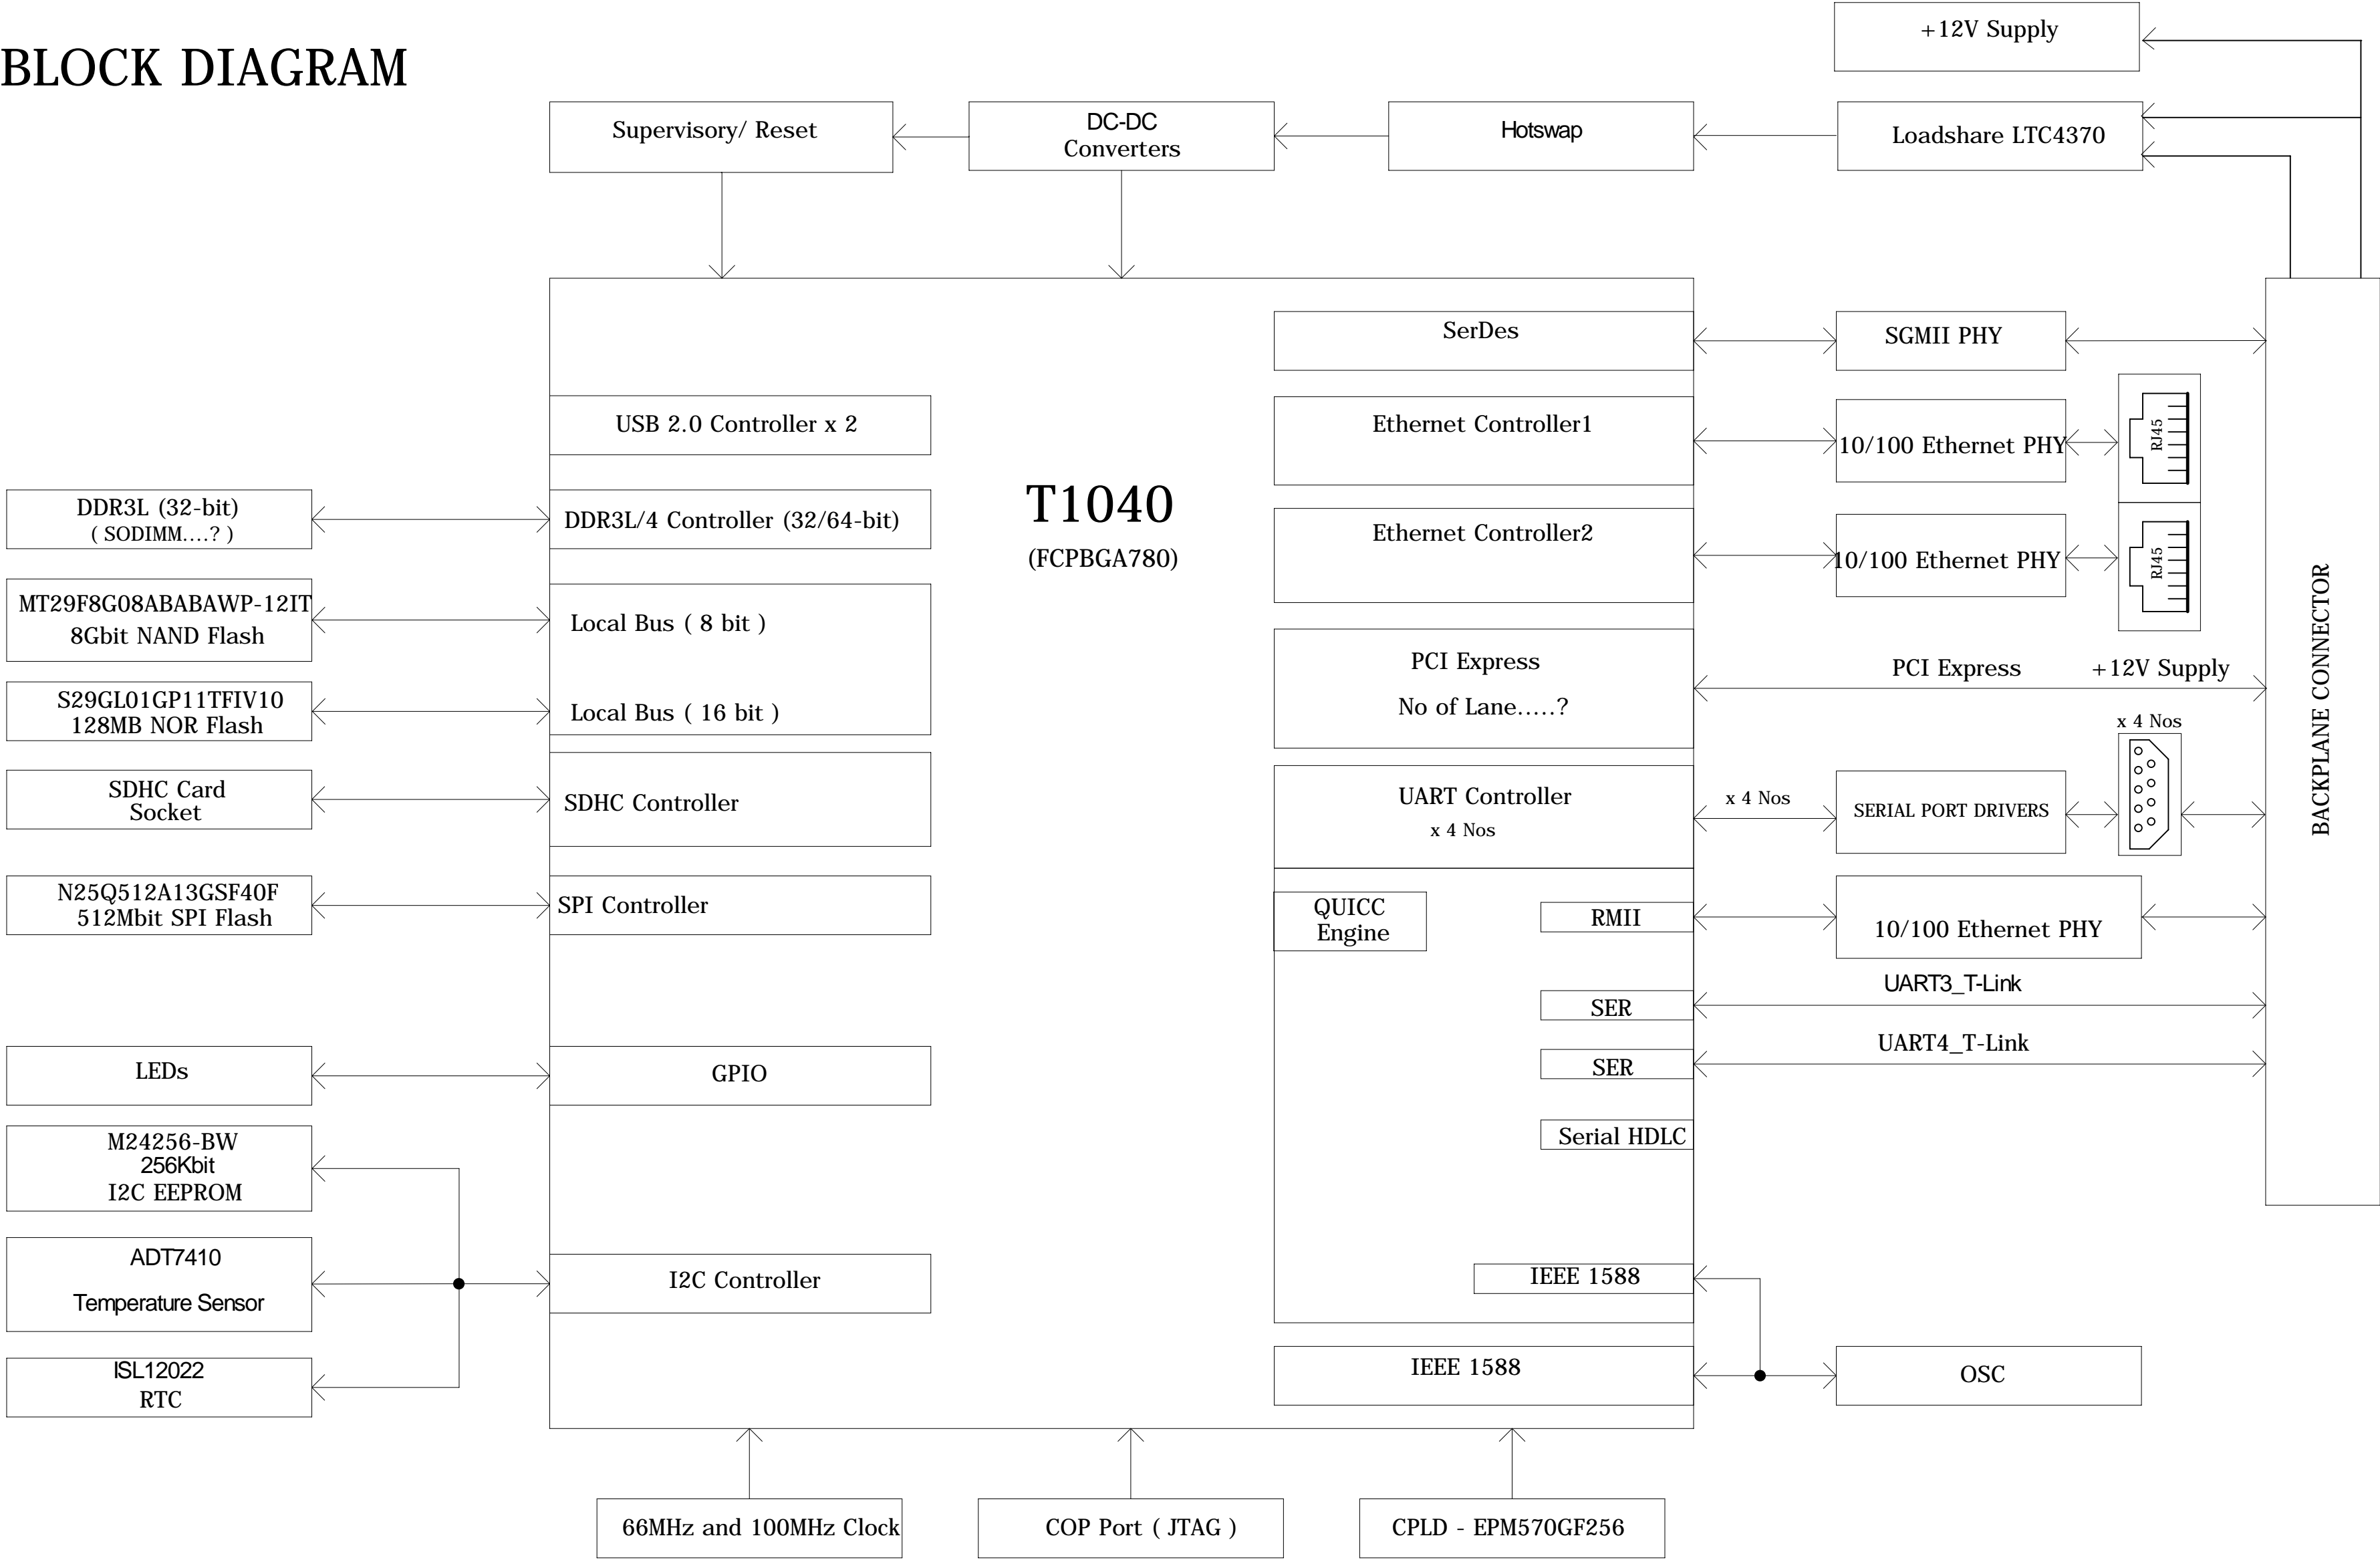 BLOCK DIAGRAM
+12V Supply
Supervisory/ Reset
DC-DC
Converters
Hotswap
Loadshare LTC4370
SerDes
SGMII PHY
USB 2.0 Controller x 2
Ethernet Controller1
10/100 Ethernet PHY
RJ45
T1040
(FCPBGA780)
DDR3L (32-bit)
( SODIMM....? )
DDR3L/4 Controller (32/64-bit)
Ethernet Controller2
10/100 Ethernet PHY
RJ45
MT29F8G08ABABAWP-12IT
8Gbit NAND Flash
Local Bus ( 8 bit )
PCI Express
No of Lane.....?
PCI Express
+12V Supply
BACKPLANE CONNECTOR
S29GL01GP11TFIV10
128MB NOR Flash
Local Bus ( 16 bit )
x 4 Nos
SDHC Card
Socket
SDHC Controller
UART Controller
x 4 Nos
x 4 Nos
SERIAL PORT DRIVERS
N25Q512A13GSF40F
512Mbit SPI Flash
SPI Controller
QUICC
Engine
RMII
10/100 Ethernet PHY
UART3_T-Link
SER
UART4_T-Link
SER
LEDs
GPIO
Serial HDLC
M24256-BW
256Kbit
I2C EEPROM
ADT7410
Temperature Sensor
I2C Controller
IEEE 1588
ISL12022
RTC
IEEE 1588
OSC
66MHz and 100MHz Clock
COP Port ( JTAG )
CPLD - EPM570GF256